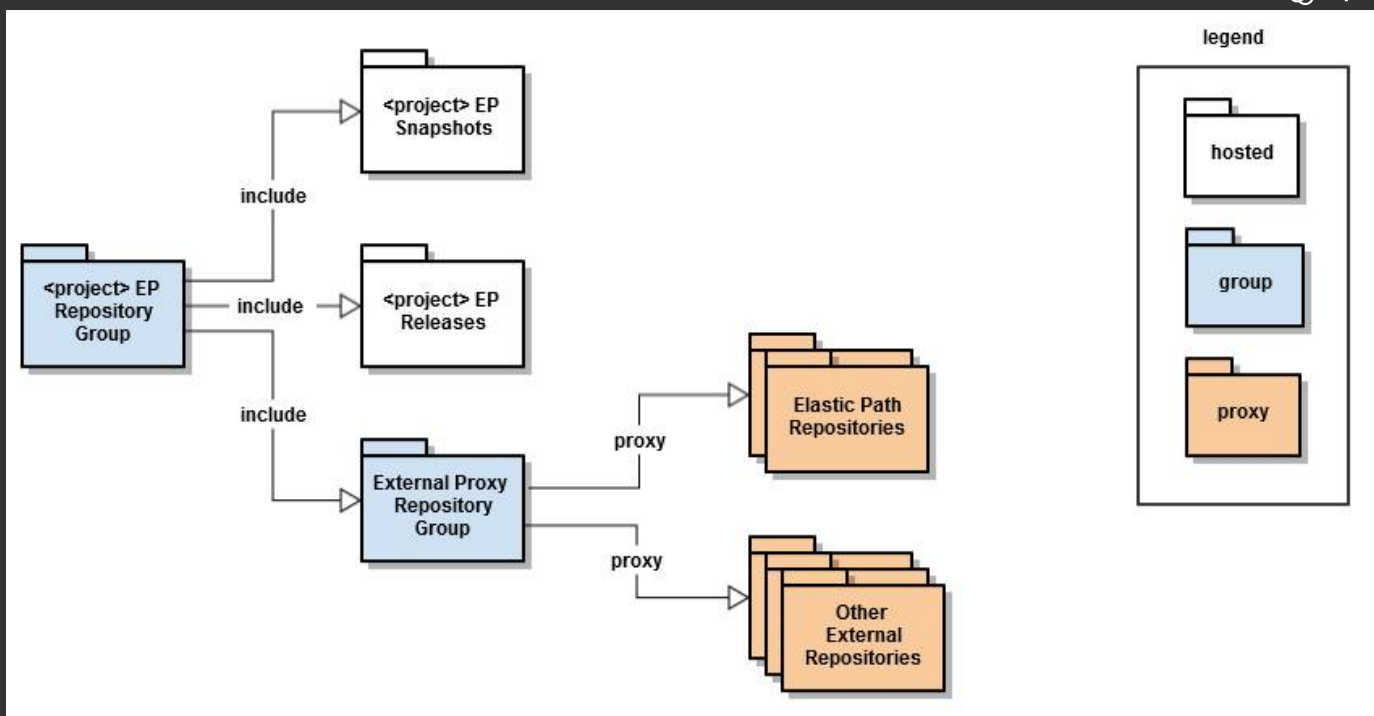 legend
<project> EP
Snapshots
hosted
include
<project> EP
Repository
Group
group
include
<project> EP
Releases
include
proxy
Elastic Path
Repositories
proxy
External Proxy
Repository
Group
proxy
Other
External
Repositories